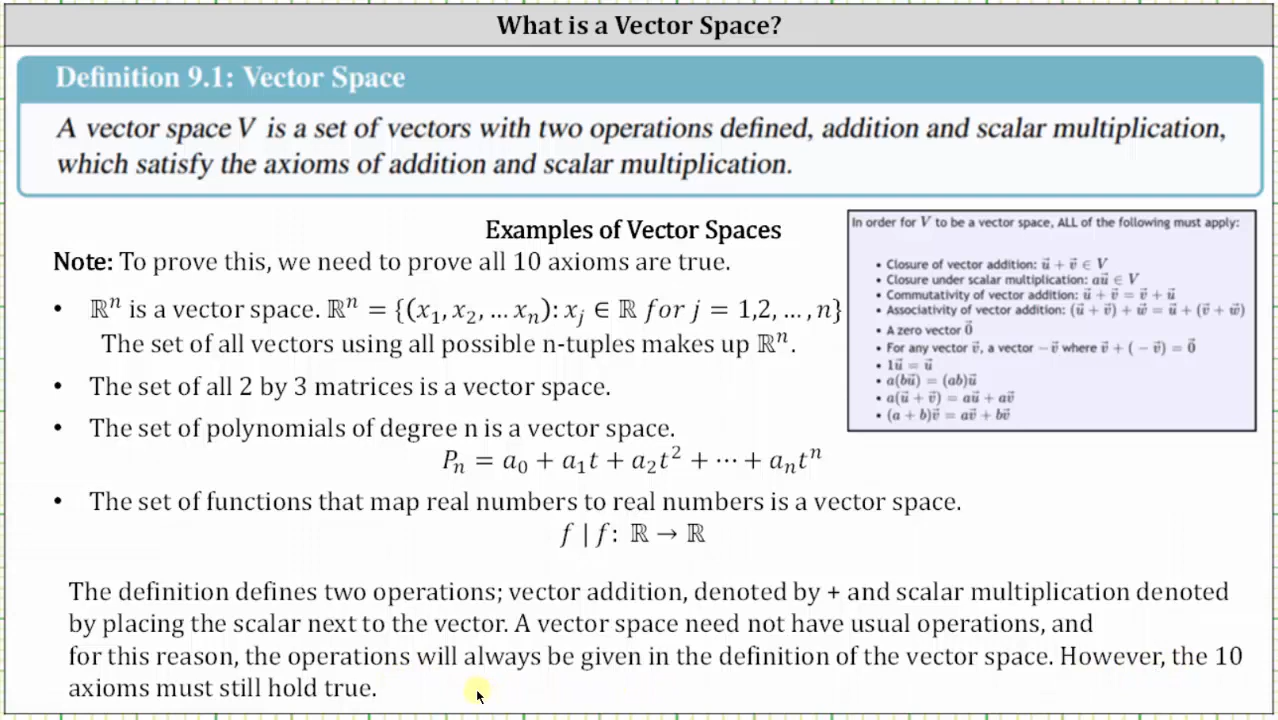 What is a Vector Space?
Definition 9.1: Vector Space
A vector space V is a set of vectors with two operations defined, addition and scalar multiplication,
which satisfy the axioms of addition and scalar multiplication.
Examples of Vector Spaces
Note: To prove this, we need to prove all 10 axioms are true.
• ℝⁿ is a vector space. ℝⁿ = {(x₁, x₂, … xₙ): xⱼ ∈ ℝ for j = 1,2, … , n}
The set of all vectors using all possible n-tuples makes up ℝⁿ.
• The set of all 2 by 3 matrices is a vector space.
• The set of polynomials of degree n is a vector space.
Pₙ = a₀ + a₁t + a₂t² + ⋯ + aₙtⁿ
• The set of functions that map real numbers to real numbers is a vector space.
f | f: ℝ → ℝ
In order for V to be a vector space, ALL of the following must apply:
• Closure of vector addition: u⃗ + v⃗ ∈ V
• Closure under scalar multiplication: au⃗ ∈ V
• Commutativity of vector addition: u⃗ + v⃗ = v⃗ + u⃗
• Associativity of vector addition: (u⃗ + v⃗) + w⃗ = u⃗ + (v⃗ + w⃗)
• A zero vector 0⃗
• For any vector v⃗, a vector −v⃗ where v⃗ + ( − v⃗) = 0⃗
• 1u⃗ = u⃗
• a(bu⃗) = (ab)u⃗
• a(u⃗ + v⃗) = au⃗ + av⃗
• (a + b)v⃗ = av⃗ + bv⃗
The definition defines two operations; vector addition, denoted by + and scalar multiplication denoted
by placing the scalar next to the vector. A vector space need not have usual operations, and
for this reason, the operations will always be given in the definition of the vector space. However, the 10
axioms must still hold true.